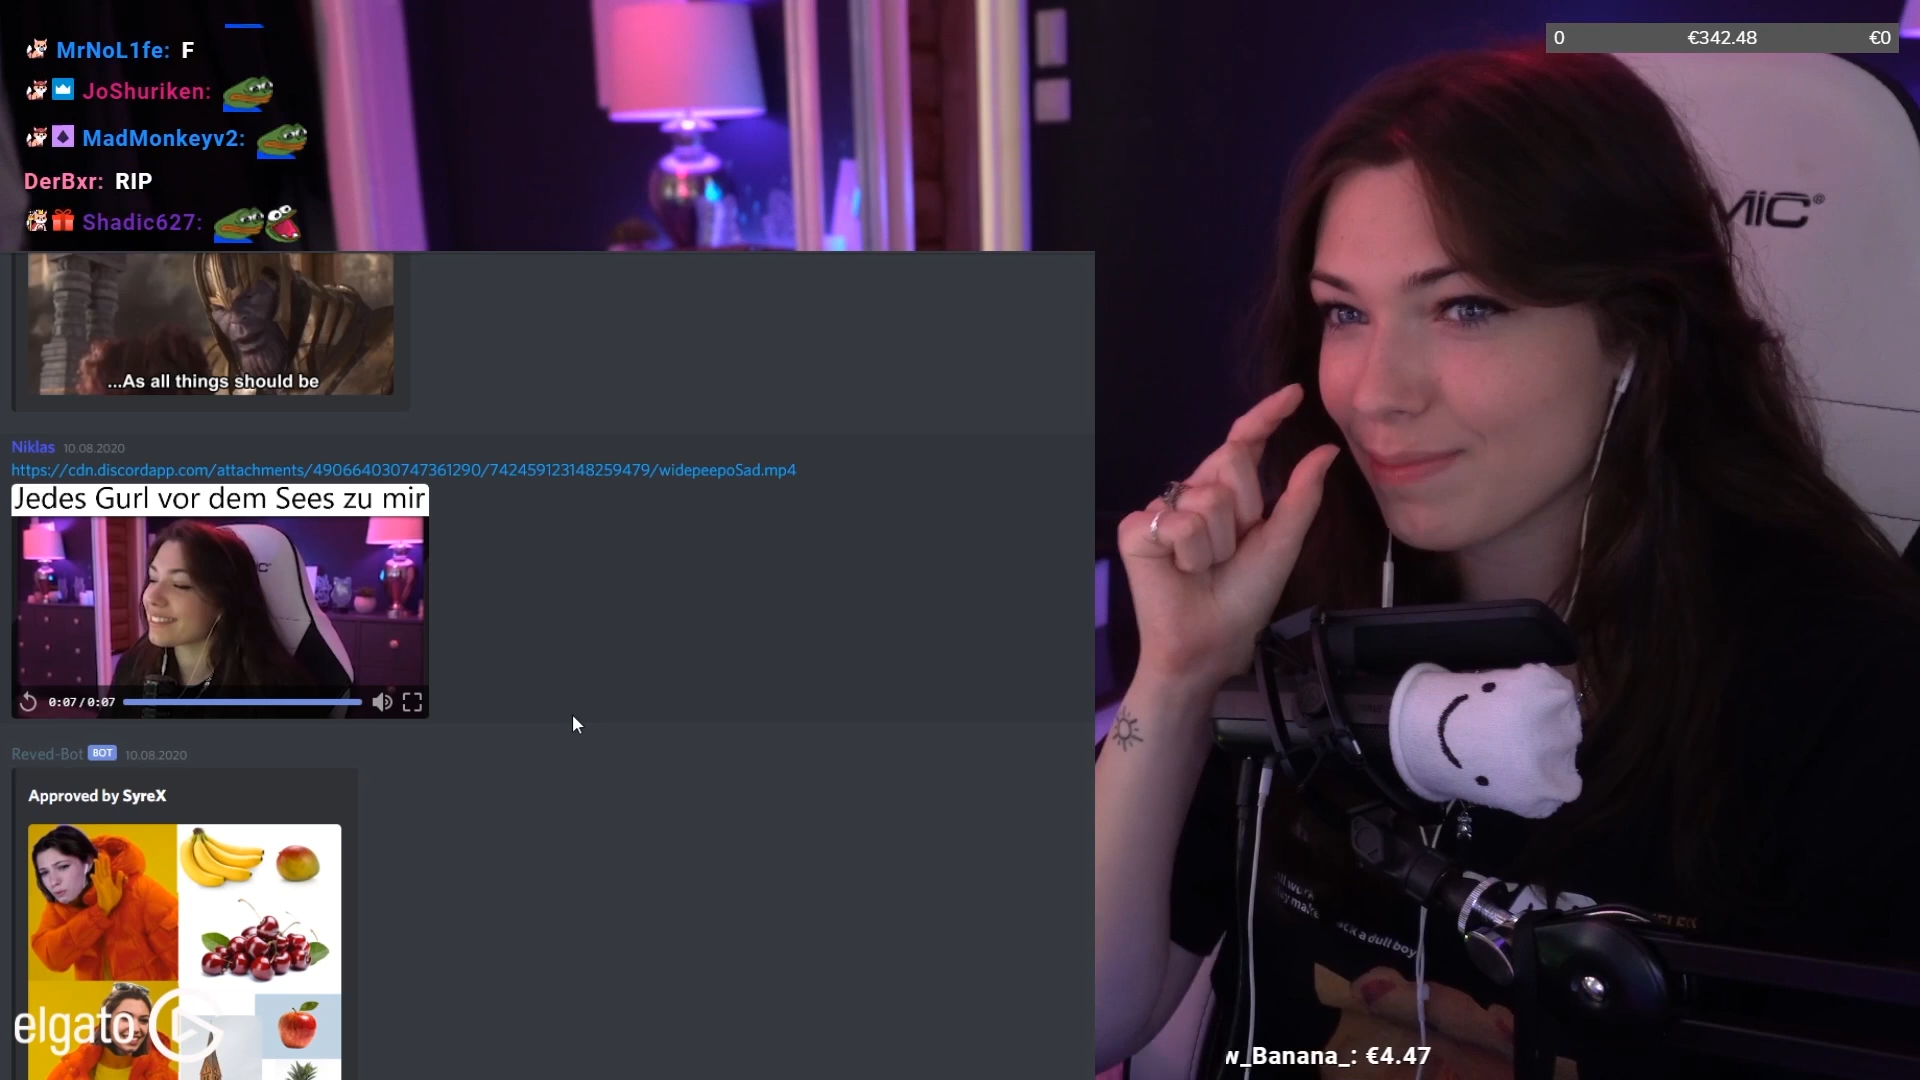 MrNoL1fe: F
JoShuriken:
MadMonkeyv2:
DerBxr: RIP
Shadic627:
0 €342.48 €0
MIC®
...As all things should be
Niklas 10.08.2020
https://cdn.discordapp.com/attachments/490664030747361290/742459123148259479/widepeepoSad.mp4
Jedes Gurl vor dem Sees zu mir
0:07/0:07
Reved-Bot BOT 10.08.2020
Approved by SyreX
elgato
a dull boy
w_Banana_: €4.47